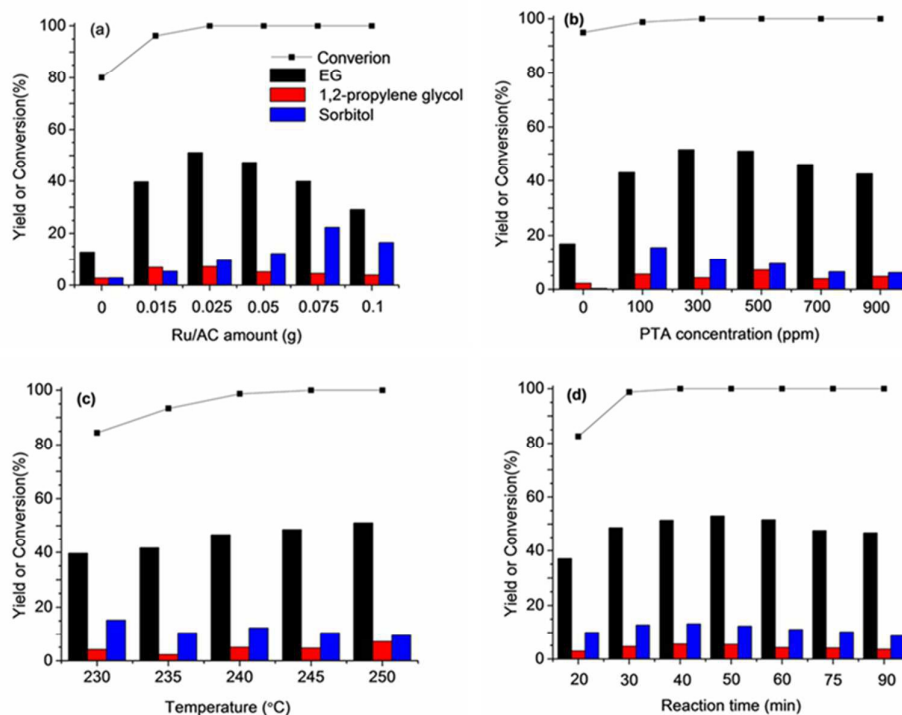 (a)
Converion
EG
1,2-propylene glycol
Sorbitol
Yield or Conversion(%)
100
80
60
40
20
0
0 0.015 0.025 0.05 0.075 0.1
Ru/AC amount (g)
(b)
Yield or Conversion(%)
100
80
60
40
20
0
0 100 300 500 700 900
PTA concentration (ppm)
(c)
Yield or Conversion(%)
100
80
60
40
20
0
230 235 240 245 250
Temperature (°C)
(d)
Yield or Conversion(%)
100
80
60
40
20
0
20 30 40 50 60 75 90
Reaction time (min)